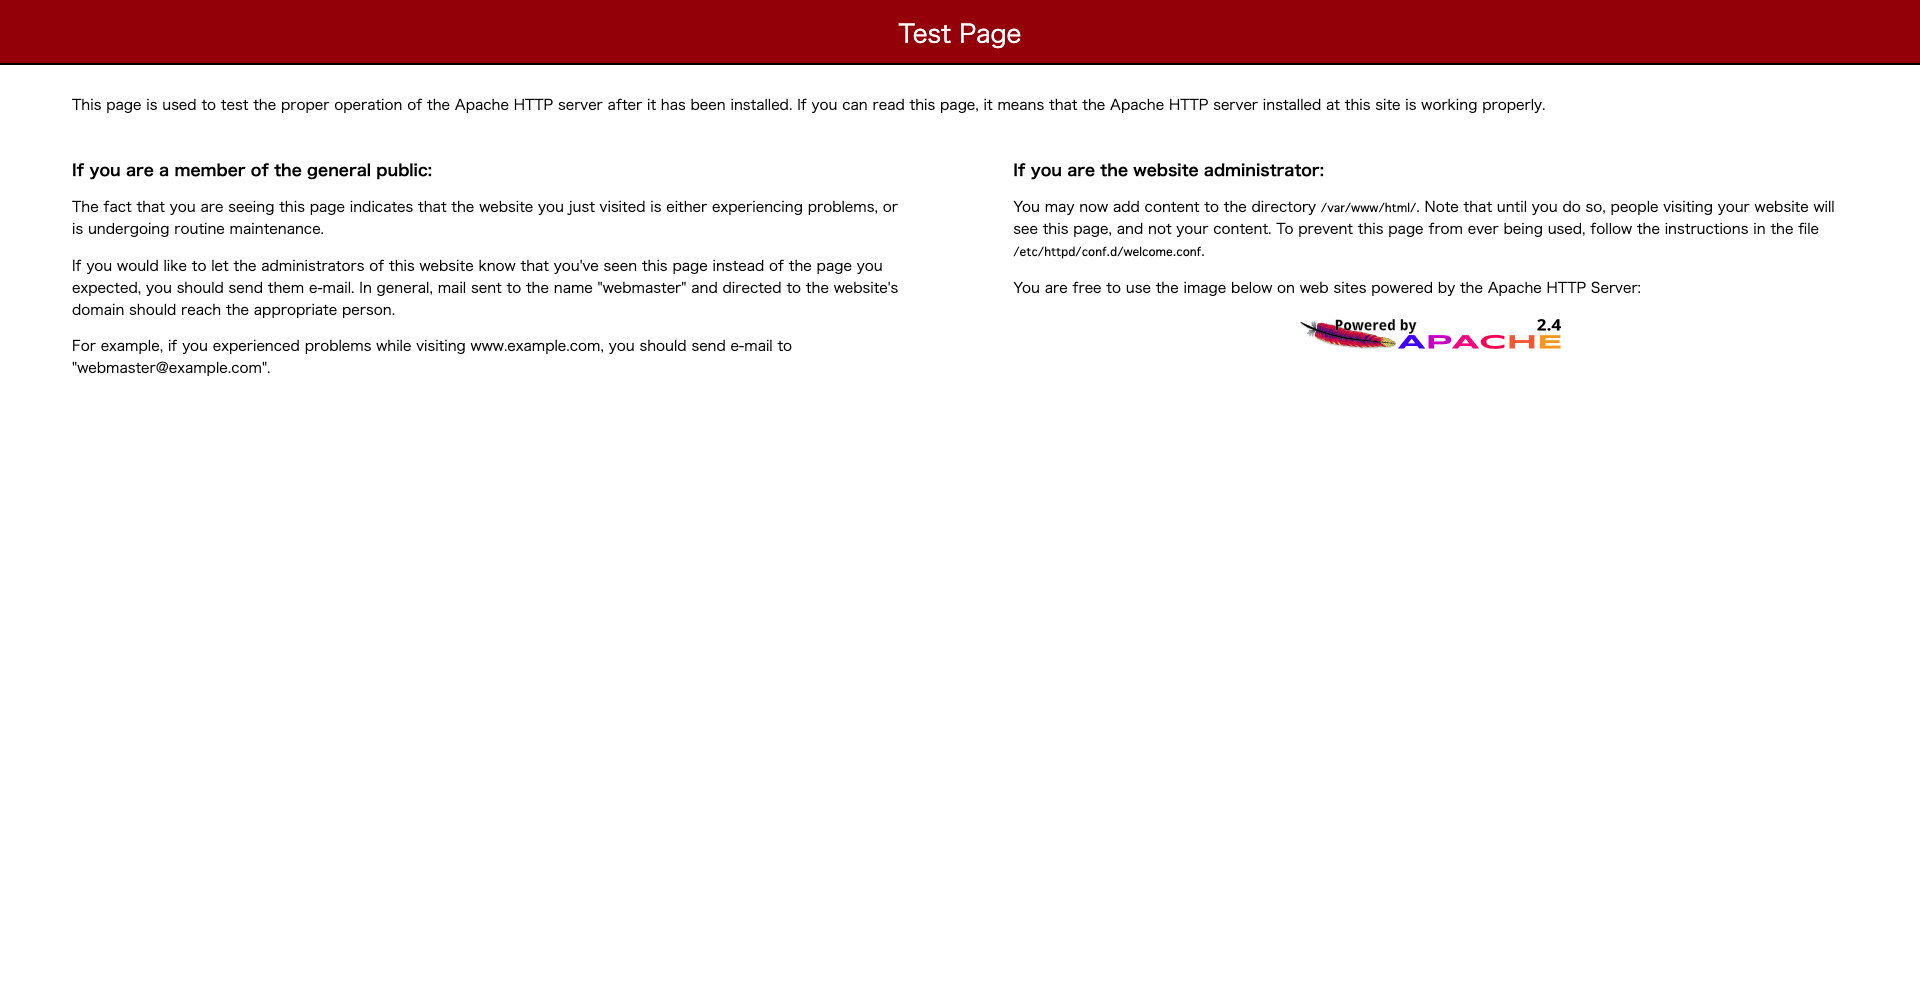 Test Page
This page is used to test the proper operation of the Apache HTTP server after it has been installed. If you can read this page, it means that the Apache HTTP server installed at this site is working properly.
If you are a member of the general public:
The fact that you are seeing this page indicates that the website you just visited is either experiencing problems, or
is undergoing routine maintenance.
If you would like to let the administrators of this website know that you've seen this page instead of the page you
expected, you should send them e-mail. In general, mail sent to the name "webmaster" and directed to the website's
domain should reach the appropriate person.
For example, if you experienced problems while visiting www.example.com, you should send e-mail to
"webmaster@example.com".
If you are the website administrator:
You may now add content to the directory /var/www/html/. Note that until you do so, people visiting your website will
see this page, and not your content. To prevent this page from ever being used, follow the instructions in the file
/etc/httpd/conf.d/welcome.conf.
You are free to use the image below on web sites powered by the Apache HTTP Server:
Powered by 2.4
APACHE